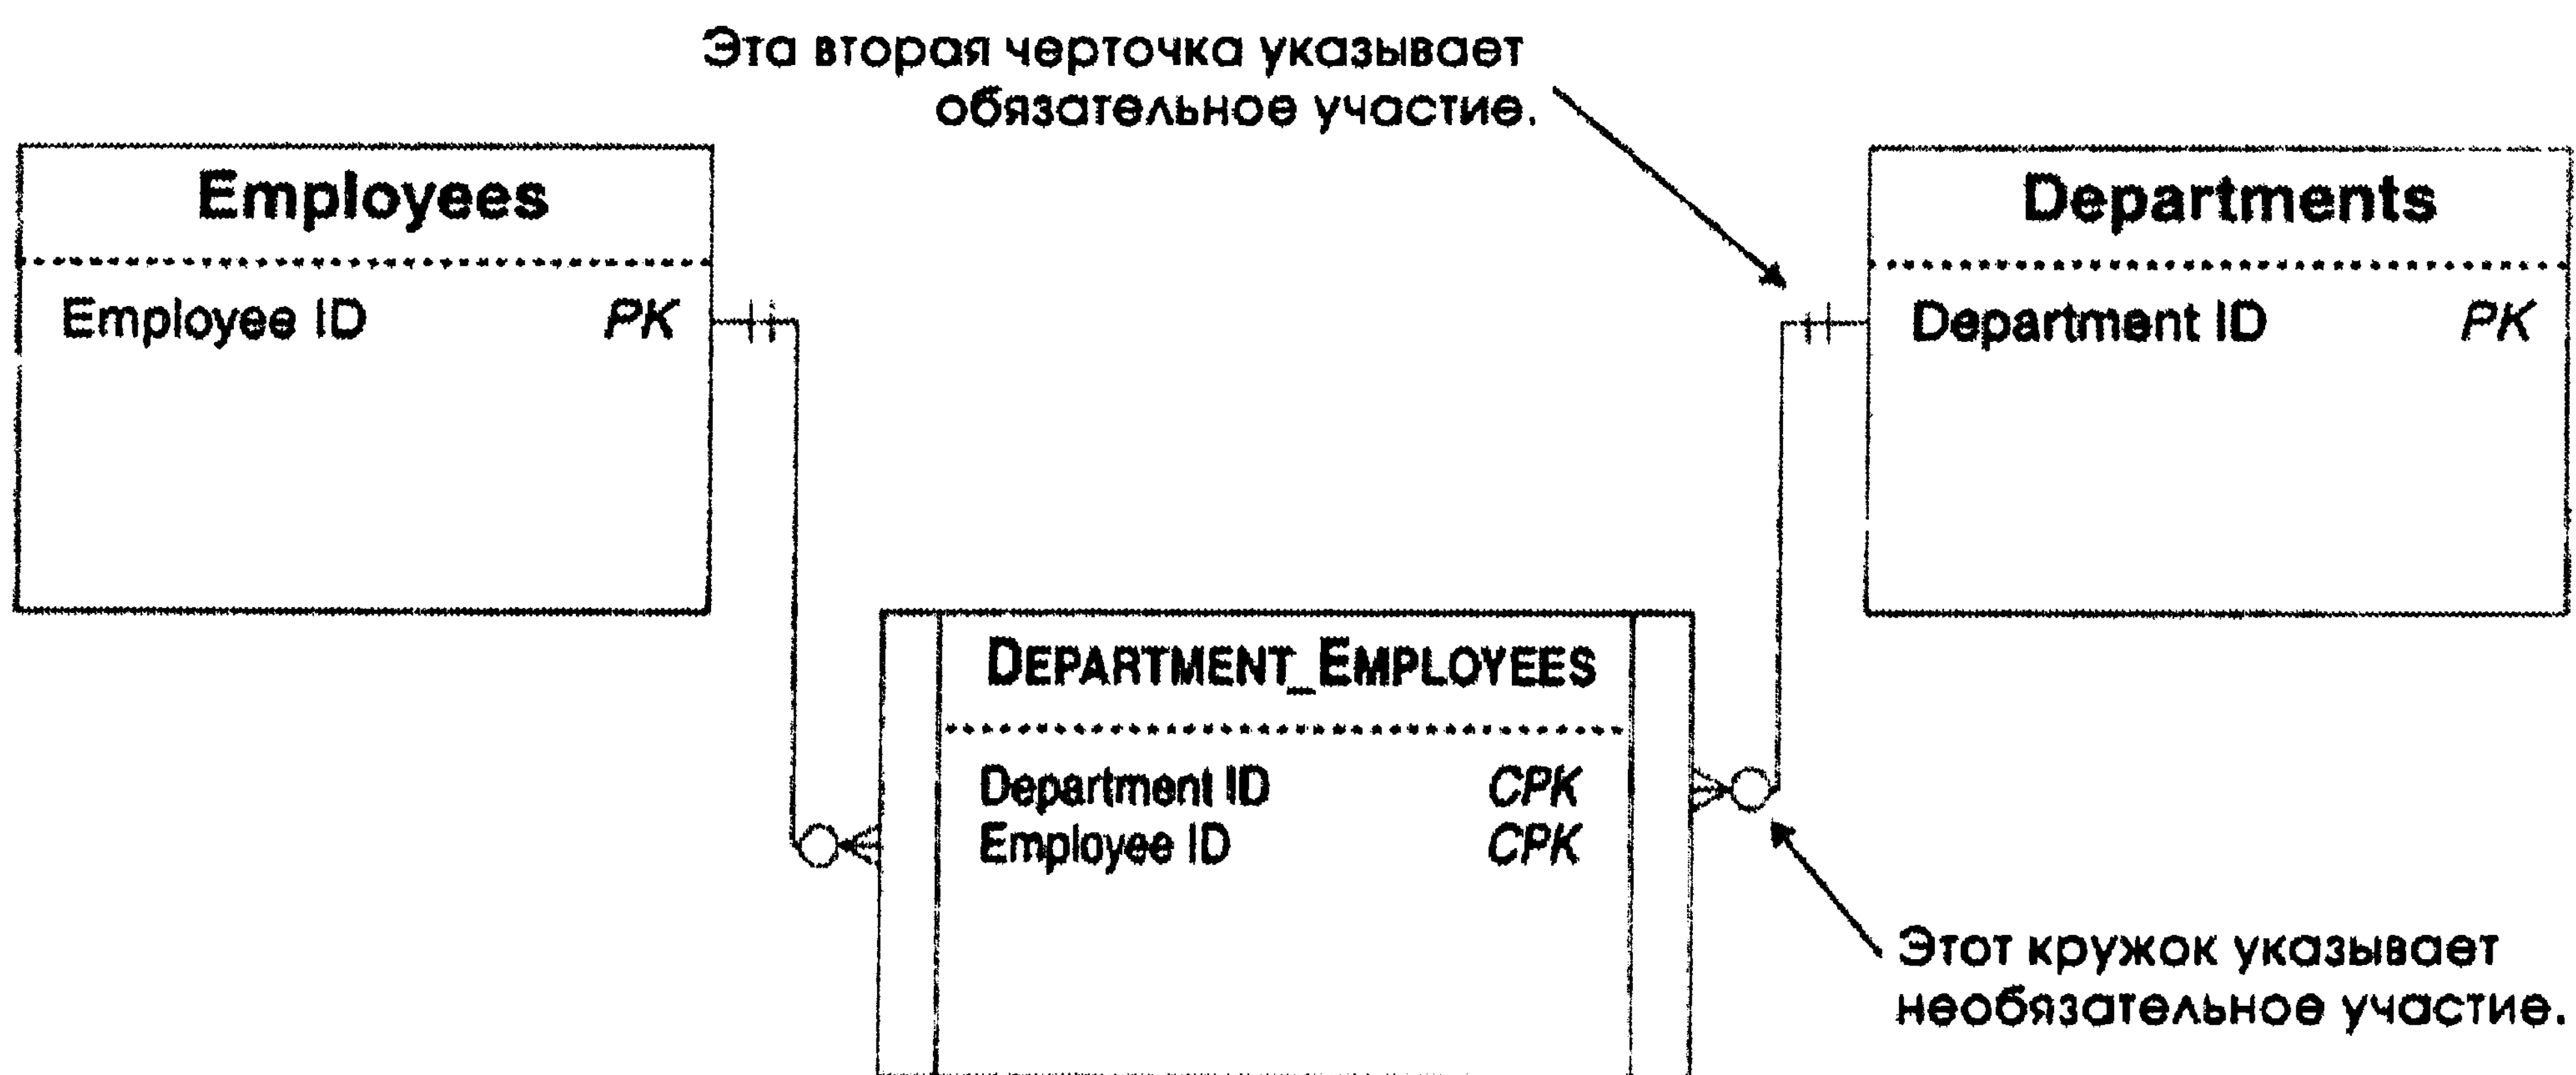 Эта вторая черточка указывает
обязательное участие.
Employees
Employee ID PK
Departments
Department ID PK
DEPARTMENT_EMPLOYEES
Department ID CPK
Employee ID CPK
Этот кружок указывает
необязательное участие.